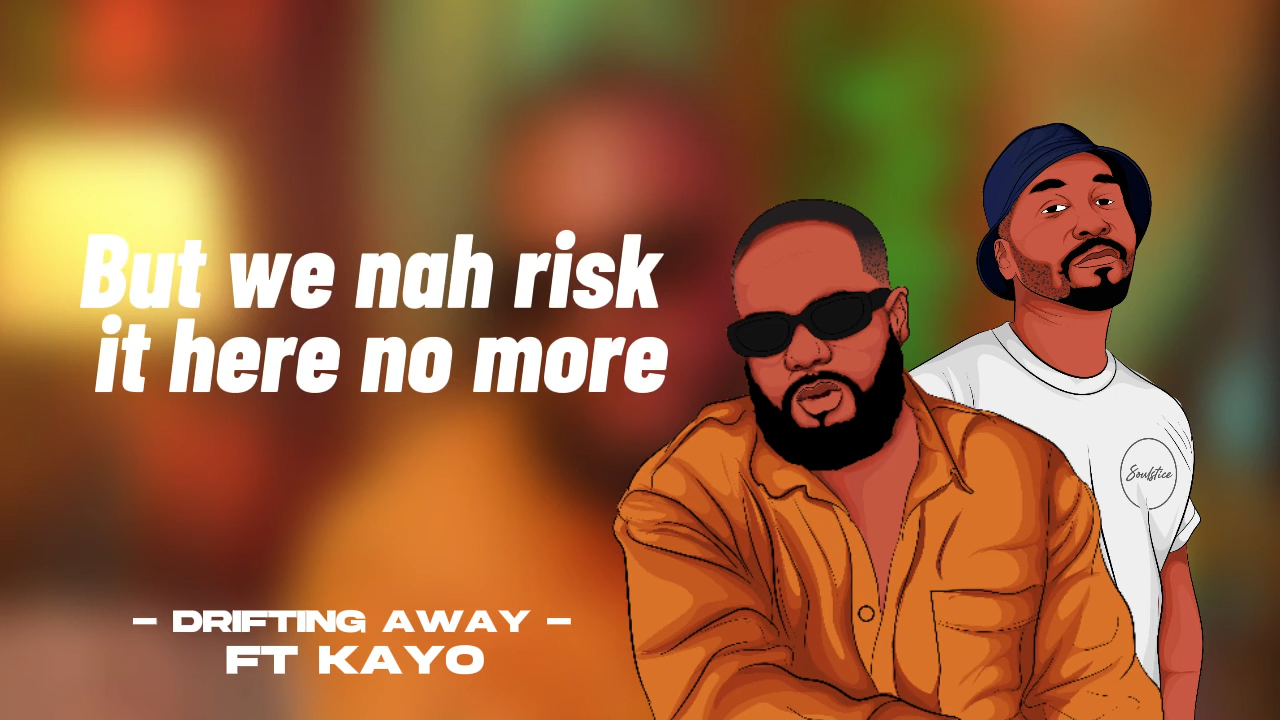 But we nah risk
it here no more
Soulstice
– DRIFTING AWAY –
FT KAYO